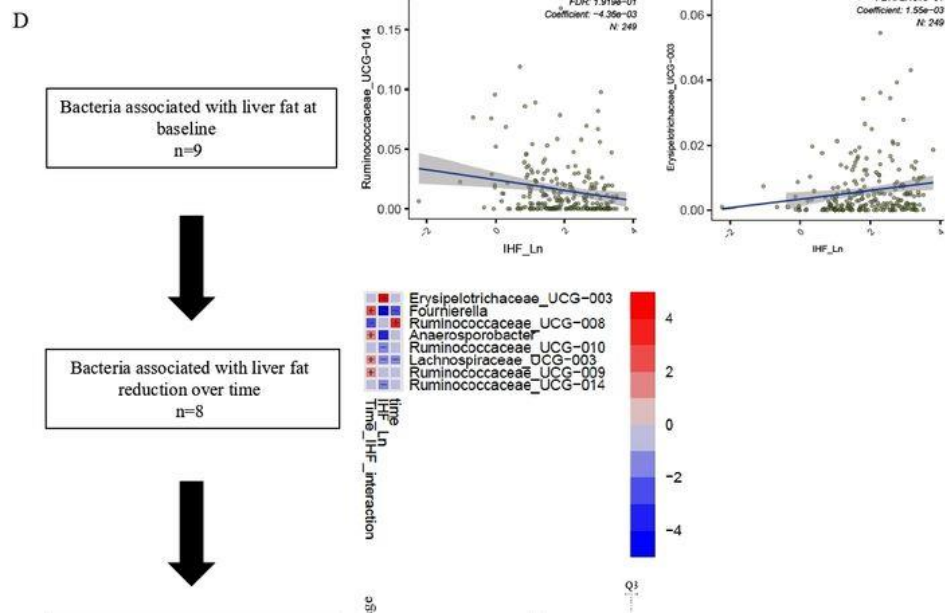 D
Bacteria associated with liver fat at
baseline
n=9
Bacteria associated with liver fat
reduction over time
n=8
Coefficient: −4.36e−03
N: 249
0.15
0.10
0.05
0.00
Ruminococcaceae_UCG−014
−2
0
2
4
IHF_Ln
Coefficient: 1.55e−03
N: 249
0.06
0.04
0.02
0.00
Erysipelotrichaceae_UCG−003
−2
0
2
4
IHF_Ln
Erysipelotrichaceae_UCG−003
Fournierella
Ruminococcaceae_UCG−008
Anaerosporobacter
Ruminococcaceae_UCG−010
Lachnospiraceae_UCG−003
Ruminococcaceae_UCG−009
Ruminococcaceae_UCG−014
time
IHF_Ln
Time_IHF_interaction
4
2
0
−2
−4
Q3